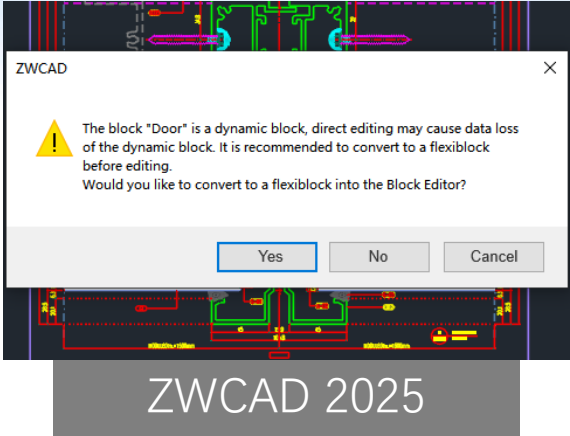 ZWCAD
The block "Door" is a dynamic block, direct editing may cause data loss
of the dynamic block. It is recommended to convert to a flexiblock
before editing.
Would you like to convert to a flexiblock into the Block Editor?
Yes
No
Cancel
ZWCAD 2025